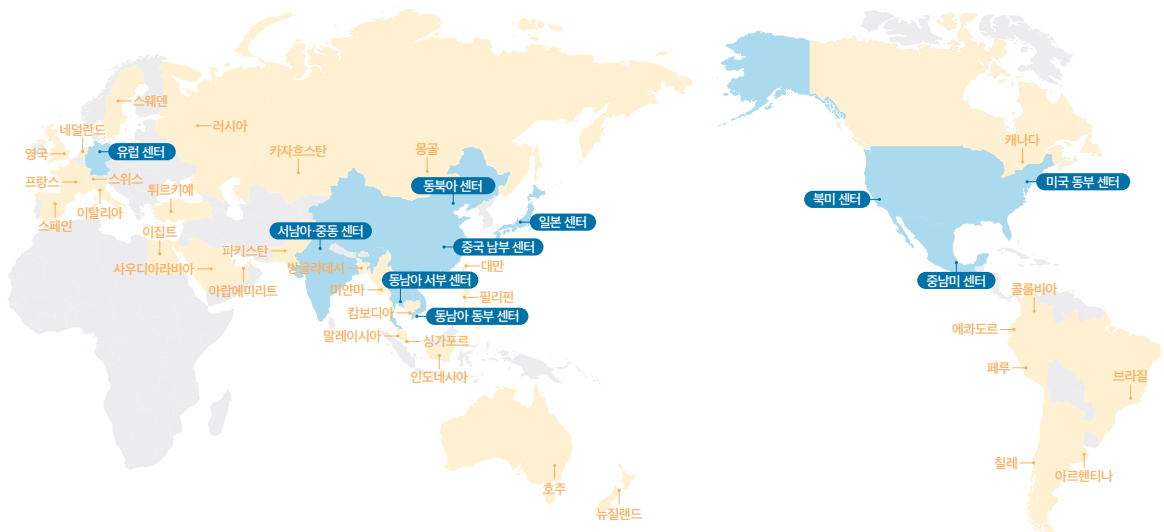 스웨덴
러시아
네덜란드
영국
유럽 센터
카자흐스탄
몽골
캐나다
프랑스
스위스
튀르키예
동북아 센터
미국 동부 센터
이탈리아
북미 센터
스페인
이집트
서남아·중동 센터
일본 센터
파키스탄
중국 남부 센터
사우디아라비아
방글라데시
대만
아랍에미리트
동남아 서부 센터
중남미 센터
미얀마
필리핀
콜롬비아
캄보디아
동남아 동부 센터
에콰도르
말레이시아
싱가포르
페루
인도네시아
브라질
칠레
아르헨티나
호주
뉴질랜드